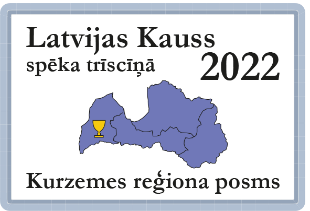 Latvijas Kauss
spēka trīscīņā 2022
Kurzemes reģiona posms